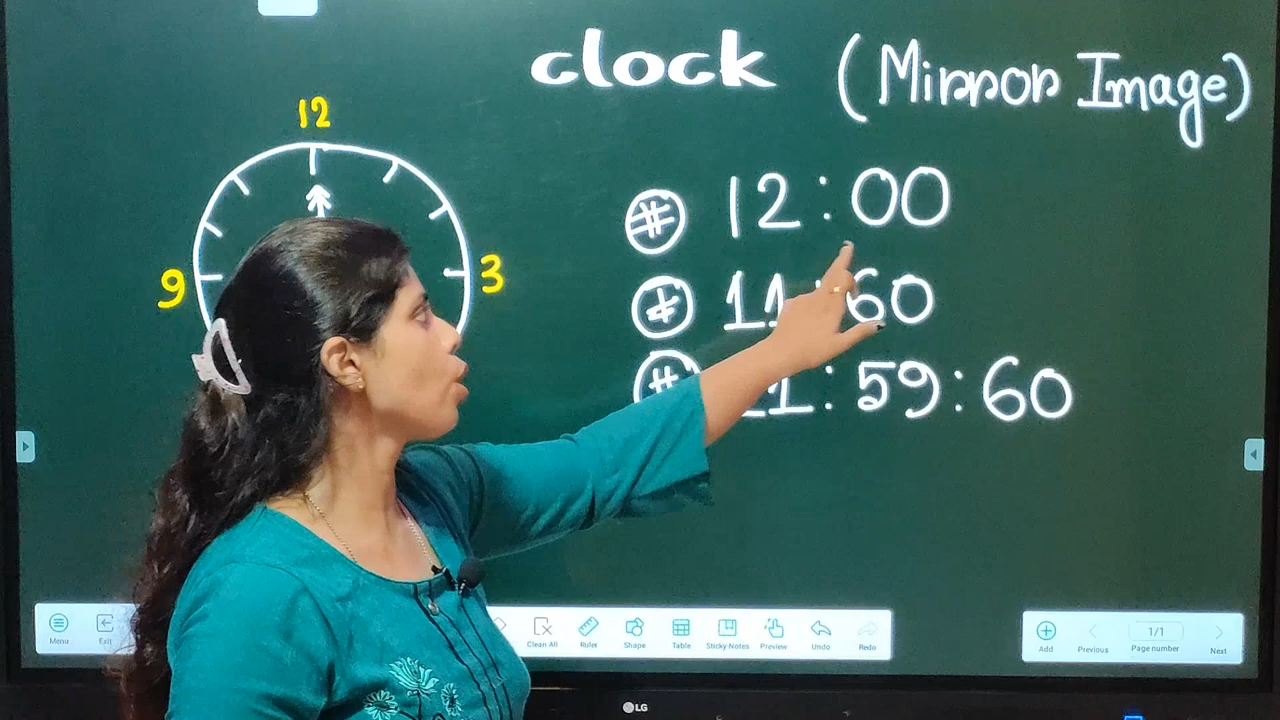 clock (Mirror Image)
12
9
3
12:00
11:60
11:59:60
Menu
Exit
Clean All
Ruler
Shape
Table
Sticky Notes
Preview
Undo
Redo
Add
Previous
1/1
Page number
Next
LG